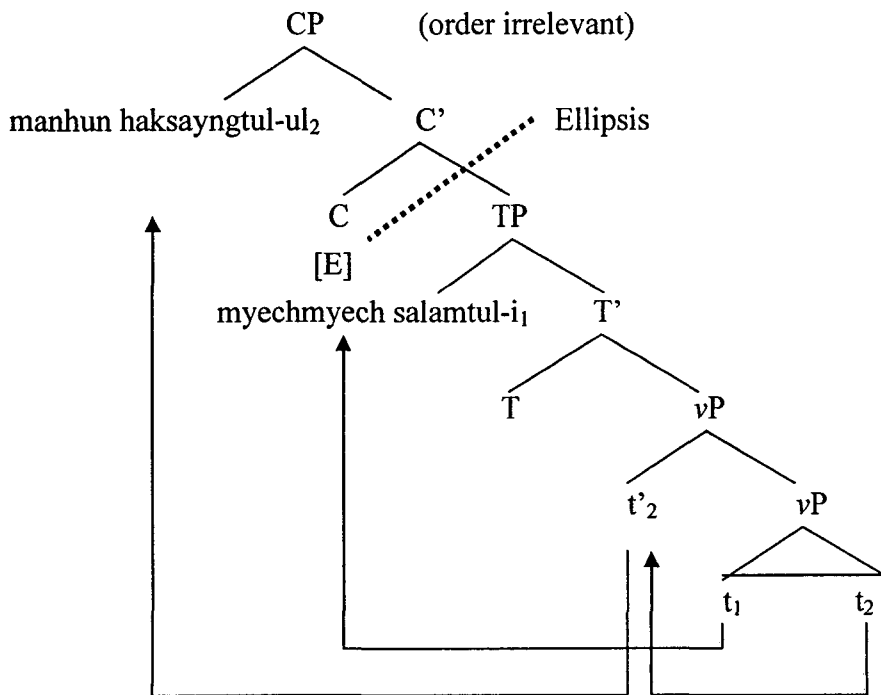 CP (order irrelevant)
manhun haksayngtul-ul₂ C’ Ellipsis
C TP
[E]
myechmyech salamtul-i₁ T’
T vP
t’₂ vP
t₁ t₂